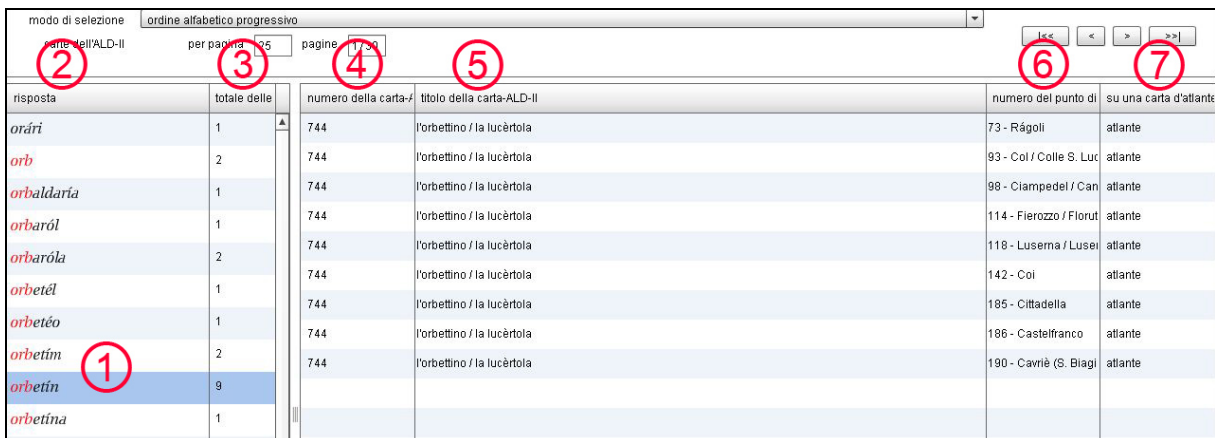 modo di selezione ordine alfabetico progressivo
carte dell'ALD-II per pagina 25 pagine 1739 |<< < > >>|
2 3 4 5 6 7
risposta totale delle numero della carta-A titolo della carta-ALD-II numero del punto di su una carta d'atlante
orári 1 744 l'orbettino / la lucèrtola 73 - Rágoli atlante
orb 2 744 l'orbettino / la lucèrtola 93 - Col / Colle S. Luc atlante
orbaldaría 1 744 l'orbettino / la lucèrtola 98 - Ciampedel / Can atlante
orbaról 1 744 l'orbettino / la lucèrtola 114 - Fierozzo / Florut atlante
orbaróla 2 744 l'orbettino / la lucèrtola 118 - Luserna / Luser atlante
orbetél 1 744 l'orbettino / la lucèrtola 142 - Coi atlante
orbetéo 1 744 l'orbettino / la lucèrtola 185 - Cittadella atlante
orbetím 2 744 l'orbettino / la lucèrtola 186 - Castelfranco atlante
1 744 l'orbettino / la lucèrtola 190 - Cavriè (S. Biagi atlante
orbetín 9
orbetína 1